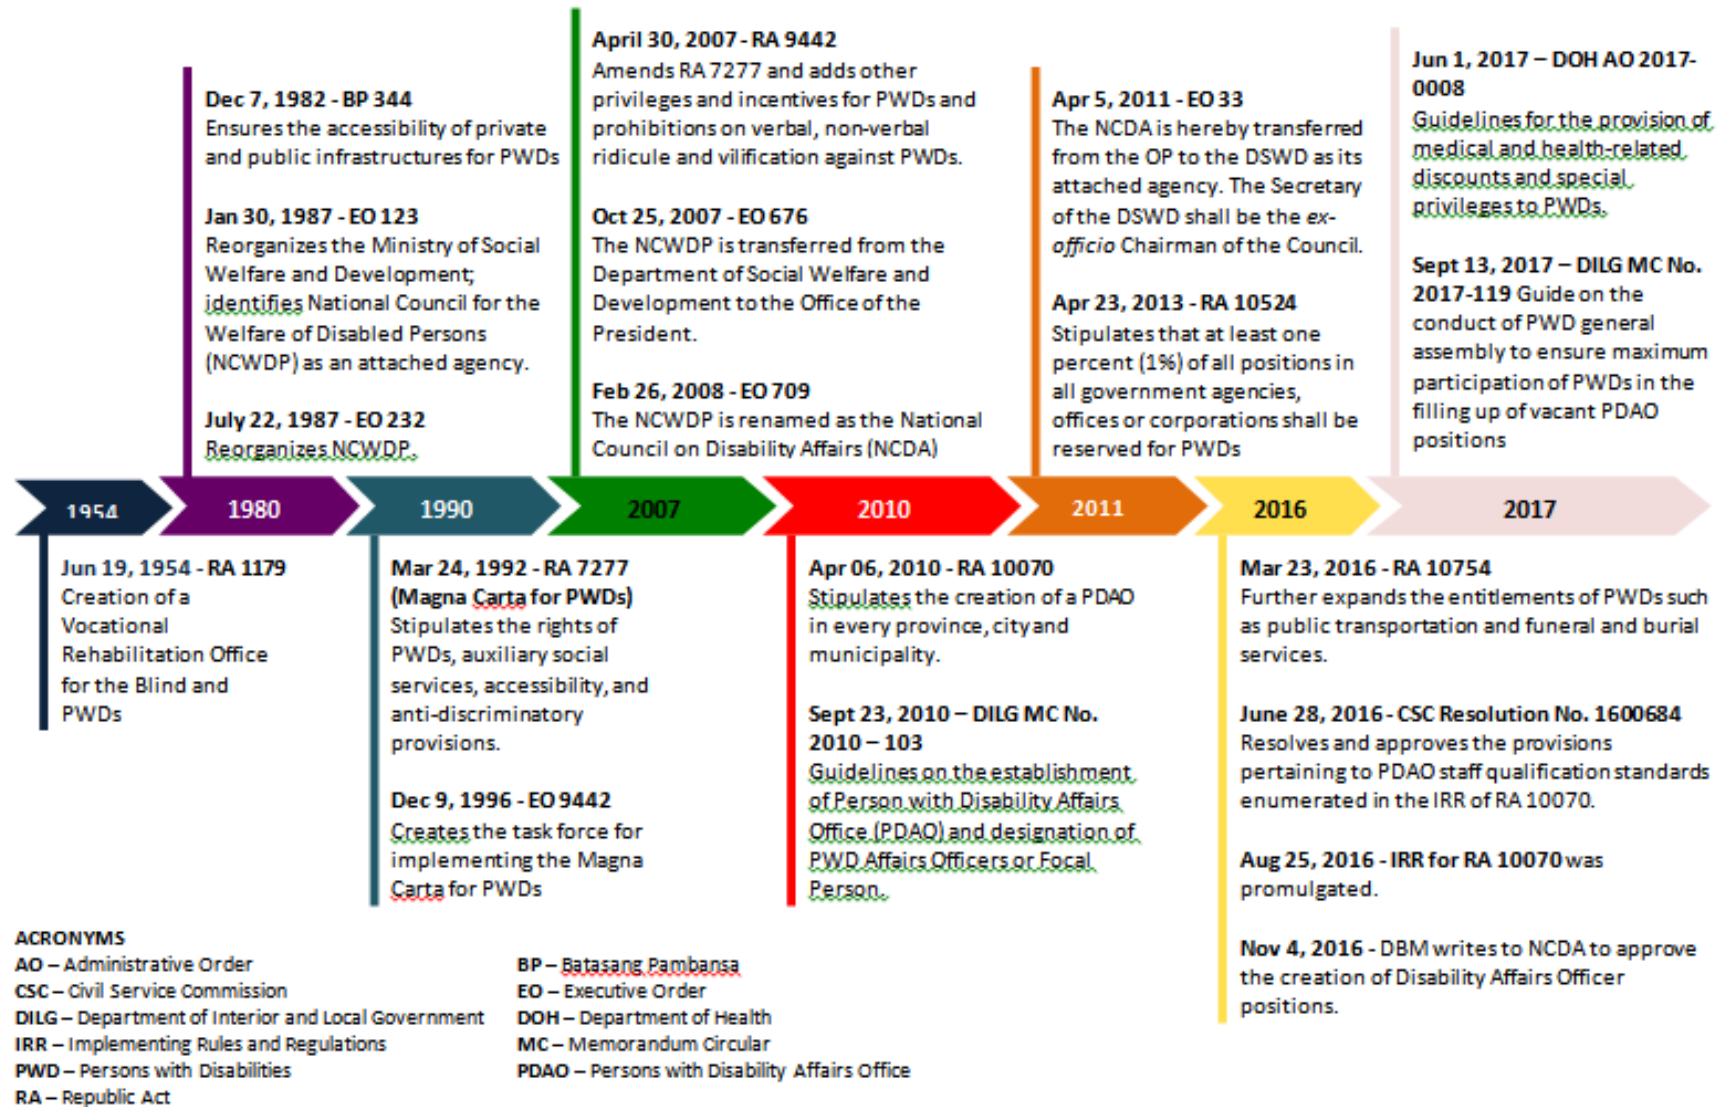 Dec 7, 1982 - BP 344
Ensures the accessibility of private
and public infrastructures for PWDs
Jan 30, 1987 - EO 123
Reorganizes the Ministry of Social
Welfare and Development;
identifies National Council for the
Welfare of Disabled Persons
(NCWDP) as an attached agency.
July 22, 1987 - EO 232
Reorganizes NCWDP.
April 30, 2007 - RA 9442
Amends RA 7277 and adds other
privileges and incentives for PWDs and
prohibitions on verbal, non-verbal
ridicule and vilification against PWDs.
Oct 25, 2007 - EO 676
The NCWDP is transferred from the
Department of Social Welfare and
Development to the Office of the
President.
Feb 26, 2008 - EO 709
The NCWDP is renamed as the National
Council on Disability Affairs (NCDA)
Apr 5, 2011 - EO 33
The NCDA is hereby transferred
from the OP to the DSWD as its
attached agency. The Secretary
of the DSWD shall be the ex-
officio Chairman of the Council.
Apr 23, 2013 - RA 10524
Stipulates that at least one
percent (1%) of all positions in
all government agencies,
offices or corporations shall be
reserved for PWDs
Jun 1, 2017 – DOH AO 2017-
0008
Guidelines for the provision of
medical and health-related
discounts and special
privileges to PWDs.
Sept 13, 2017 – DILG MC No.
2017-119 Guide on the
conduct of PWD general
assembly to ensure maximum
participation of PWDs in the
filling up of vacant PDAO
positions
1954
1980
1990
2007
2010
2011
2016
2017
Jun 19, 1954 - RA 1179
Creation of a
Vocational
Rehabilitation Office
for the Blind and
PWDs
Mar 24, 1992 - RA 7277
(Magna Carta for PWDs)
Stipulates the rights of
PWDs, auxiliary social
services, accessibility, and
anti-discriminatory
provisions.
Dec 9, 1996 - EO 9442
Creates the task force for
implementing the Magna
Carta for PWDs
Apr 06, 2010 - RA 10070
Stipulates the creation of a PDAO
in every province, city and
municipality.
Sept 23, 2010 – DILG MC No.
2010 – 103
Guidelines on the establishment
of Person with Disability Affairs
Office (PDAO) and designation of
PWD Affairs Officers or Focal
Person.
Mar 23, 2016 - RA 10754
Further expands the entitlements of PWDs such
as public transportation and funeral and burial
services.
June 28, 2016 - CSC Resolution No. 1600684
Resolves and approves the provisions
pertaining to PDAO staff qualification standards
enumerated in the IRR of RA 10070.
Aug 25, 2016 - IRR for RA 10070 was
promulgated.
Nov 4, 2016 - DBM writes to NCDA to approve
the creation of Disability Affairs Officer
positions.
ACRONYMS
AO – Administrative Order
CSC – Civil Service Commission
DILG – Department of Interior and Local Government
IRR – Implementing Rules and Regulations
PWD – Persons with Disabilities
RA – Republic Act
BP – Batasang Pambansa
EO – Executive Order
DOH – Department of Health
MC – Memorandum Circular
PDAO – Persons with Disability Affairs Office